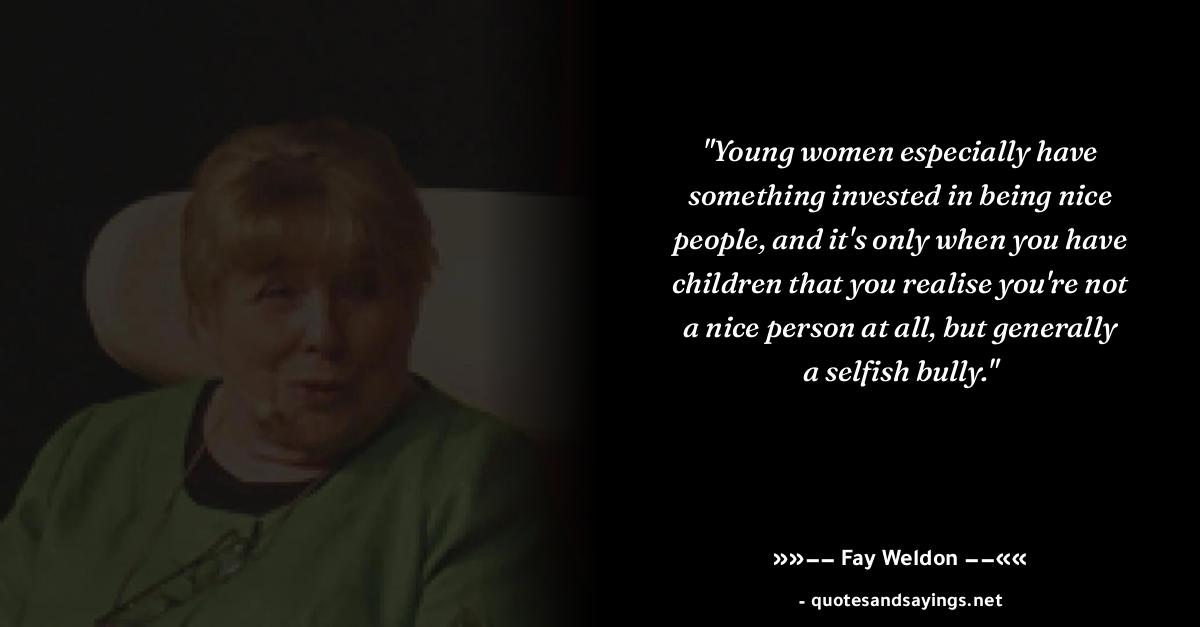 "Young women especially have
something invested in being nice
people, and it's only when you have
children that you realise you're not
a nice person at all, but generally
a selfish bully."
»»−− Fay Weldon −−««
- quotesandsayings.net